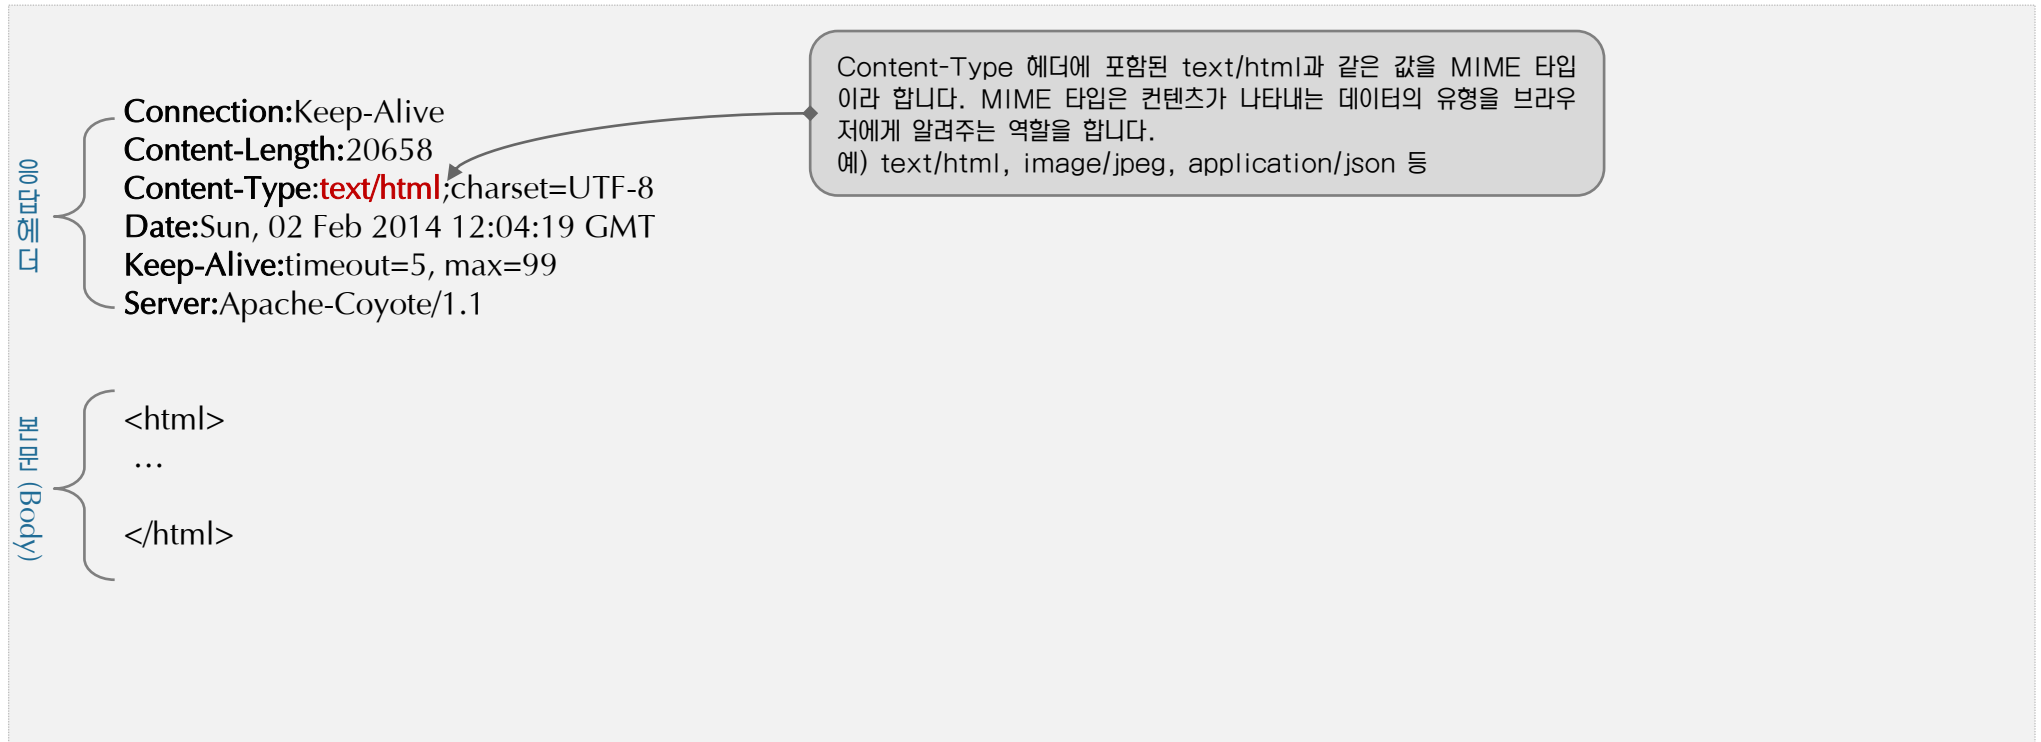 Content-Type 헤더에 포함된 text/html과 같은 값을 MIME 타입
이라 합니다. MIME 타입은 컨텐츠가 나타내는 데이터의 유형을 브라우
저에게 알려주는 역할을 합니다.
예) text/html, image/jpeg, application/json 등
응답헤더
Connection:Keep-Alive
Content-Length:20658
Content-Type:text/html;charset=UTF-8
Date:Sun, 02 Feb 2014 12:04:19 GMT
Keep-Alive:timeout=5, max=99
Server:Apache-Coyote/1.1
본문 (Body)
<html>
…
</html>